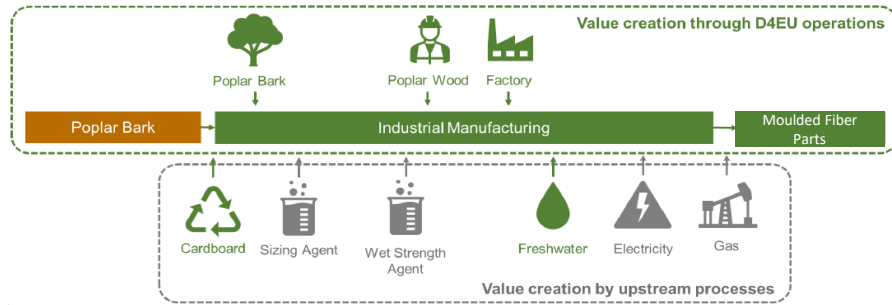 Value creation through D4EU operations
Poplar Bark
Poplar Wood
Factory
Poplar Bark
Industrial Manufacturing
Moulded Fiber
Parts
Cardboard
Sizing Agent
Wet Strength
Agent
Freshwater
Electricity
Gas
Value creation by upstream processes